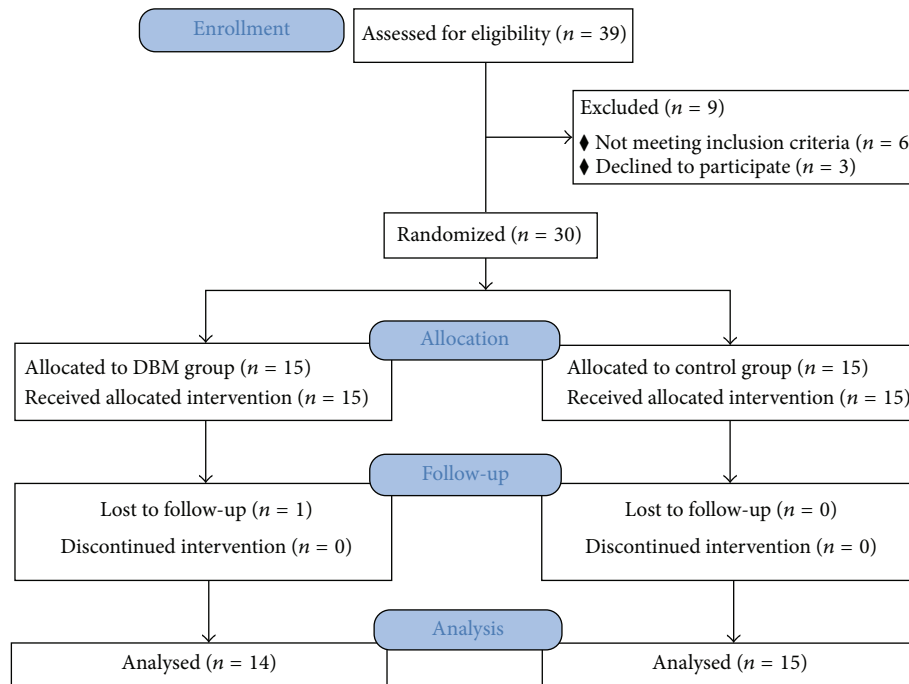 Enrollment
Assessed for eligibility (n = 39)
Excluded (n = 9)
♦ Not meeting inclusion criteria (n = 6
♦ Declined to participate (n = 3)
Randomized (n = 30)
Allocation
Allocated to DBM group (n = 15)
Received allocated intervention (n = 15)
Allocated to control group (n = 15)
Received allocated intervention (n = 15)
Follow-up
Lost to follow-up (n = 1)
Discontinued intervention (n = 0)
Lost to follow-up (n = 0)
Discontinued intervention (n = 0)
Analysis
Analysed (n = 14)
Analysed (n = 15)